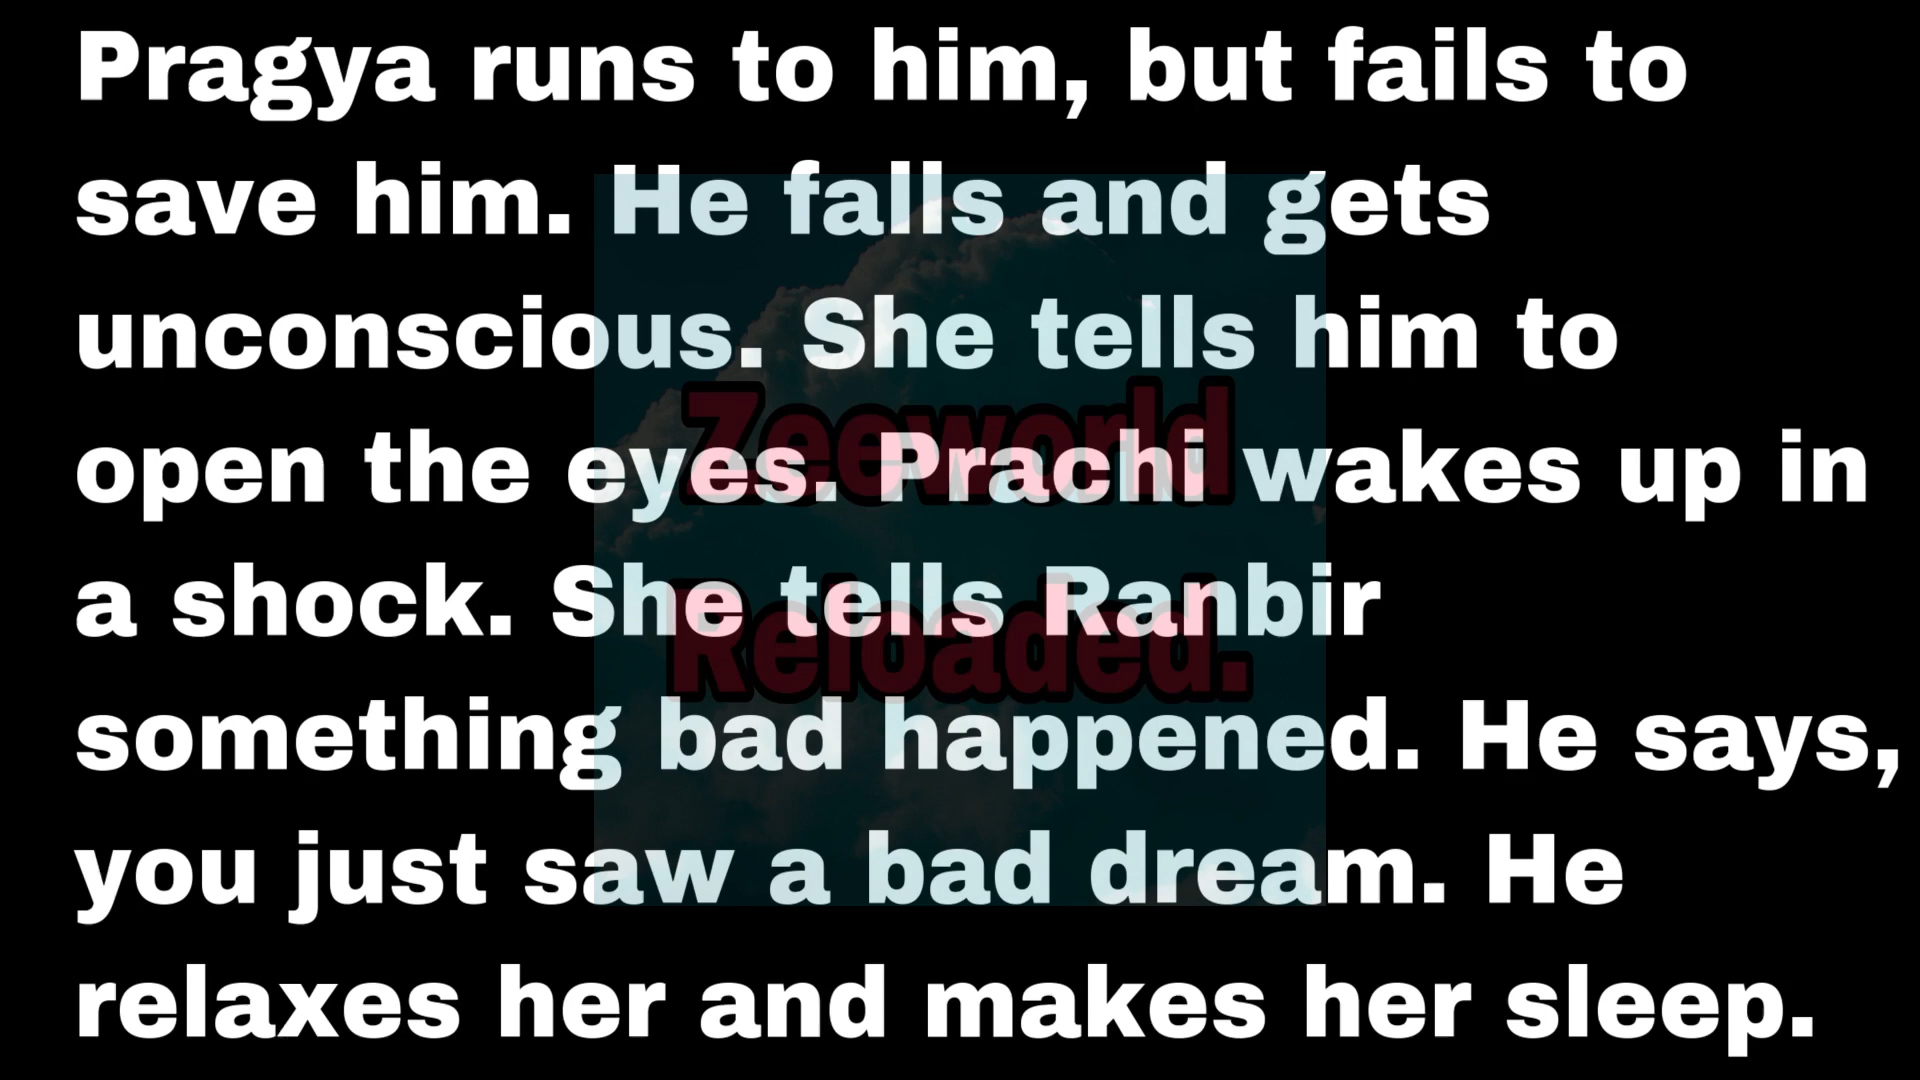 Pragya runs to him, but fails to
save him. He falls and gets
unconscious. She tells him to
open the eyes. Prachi wakes up in
a shock. She tells Ranbir
something bad happened. He says,
you just saw a bad dream. He
relaxes her and makes her sleep.
Zeeworld
Reloaded.